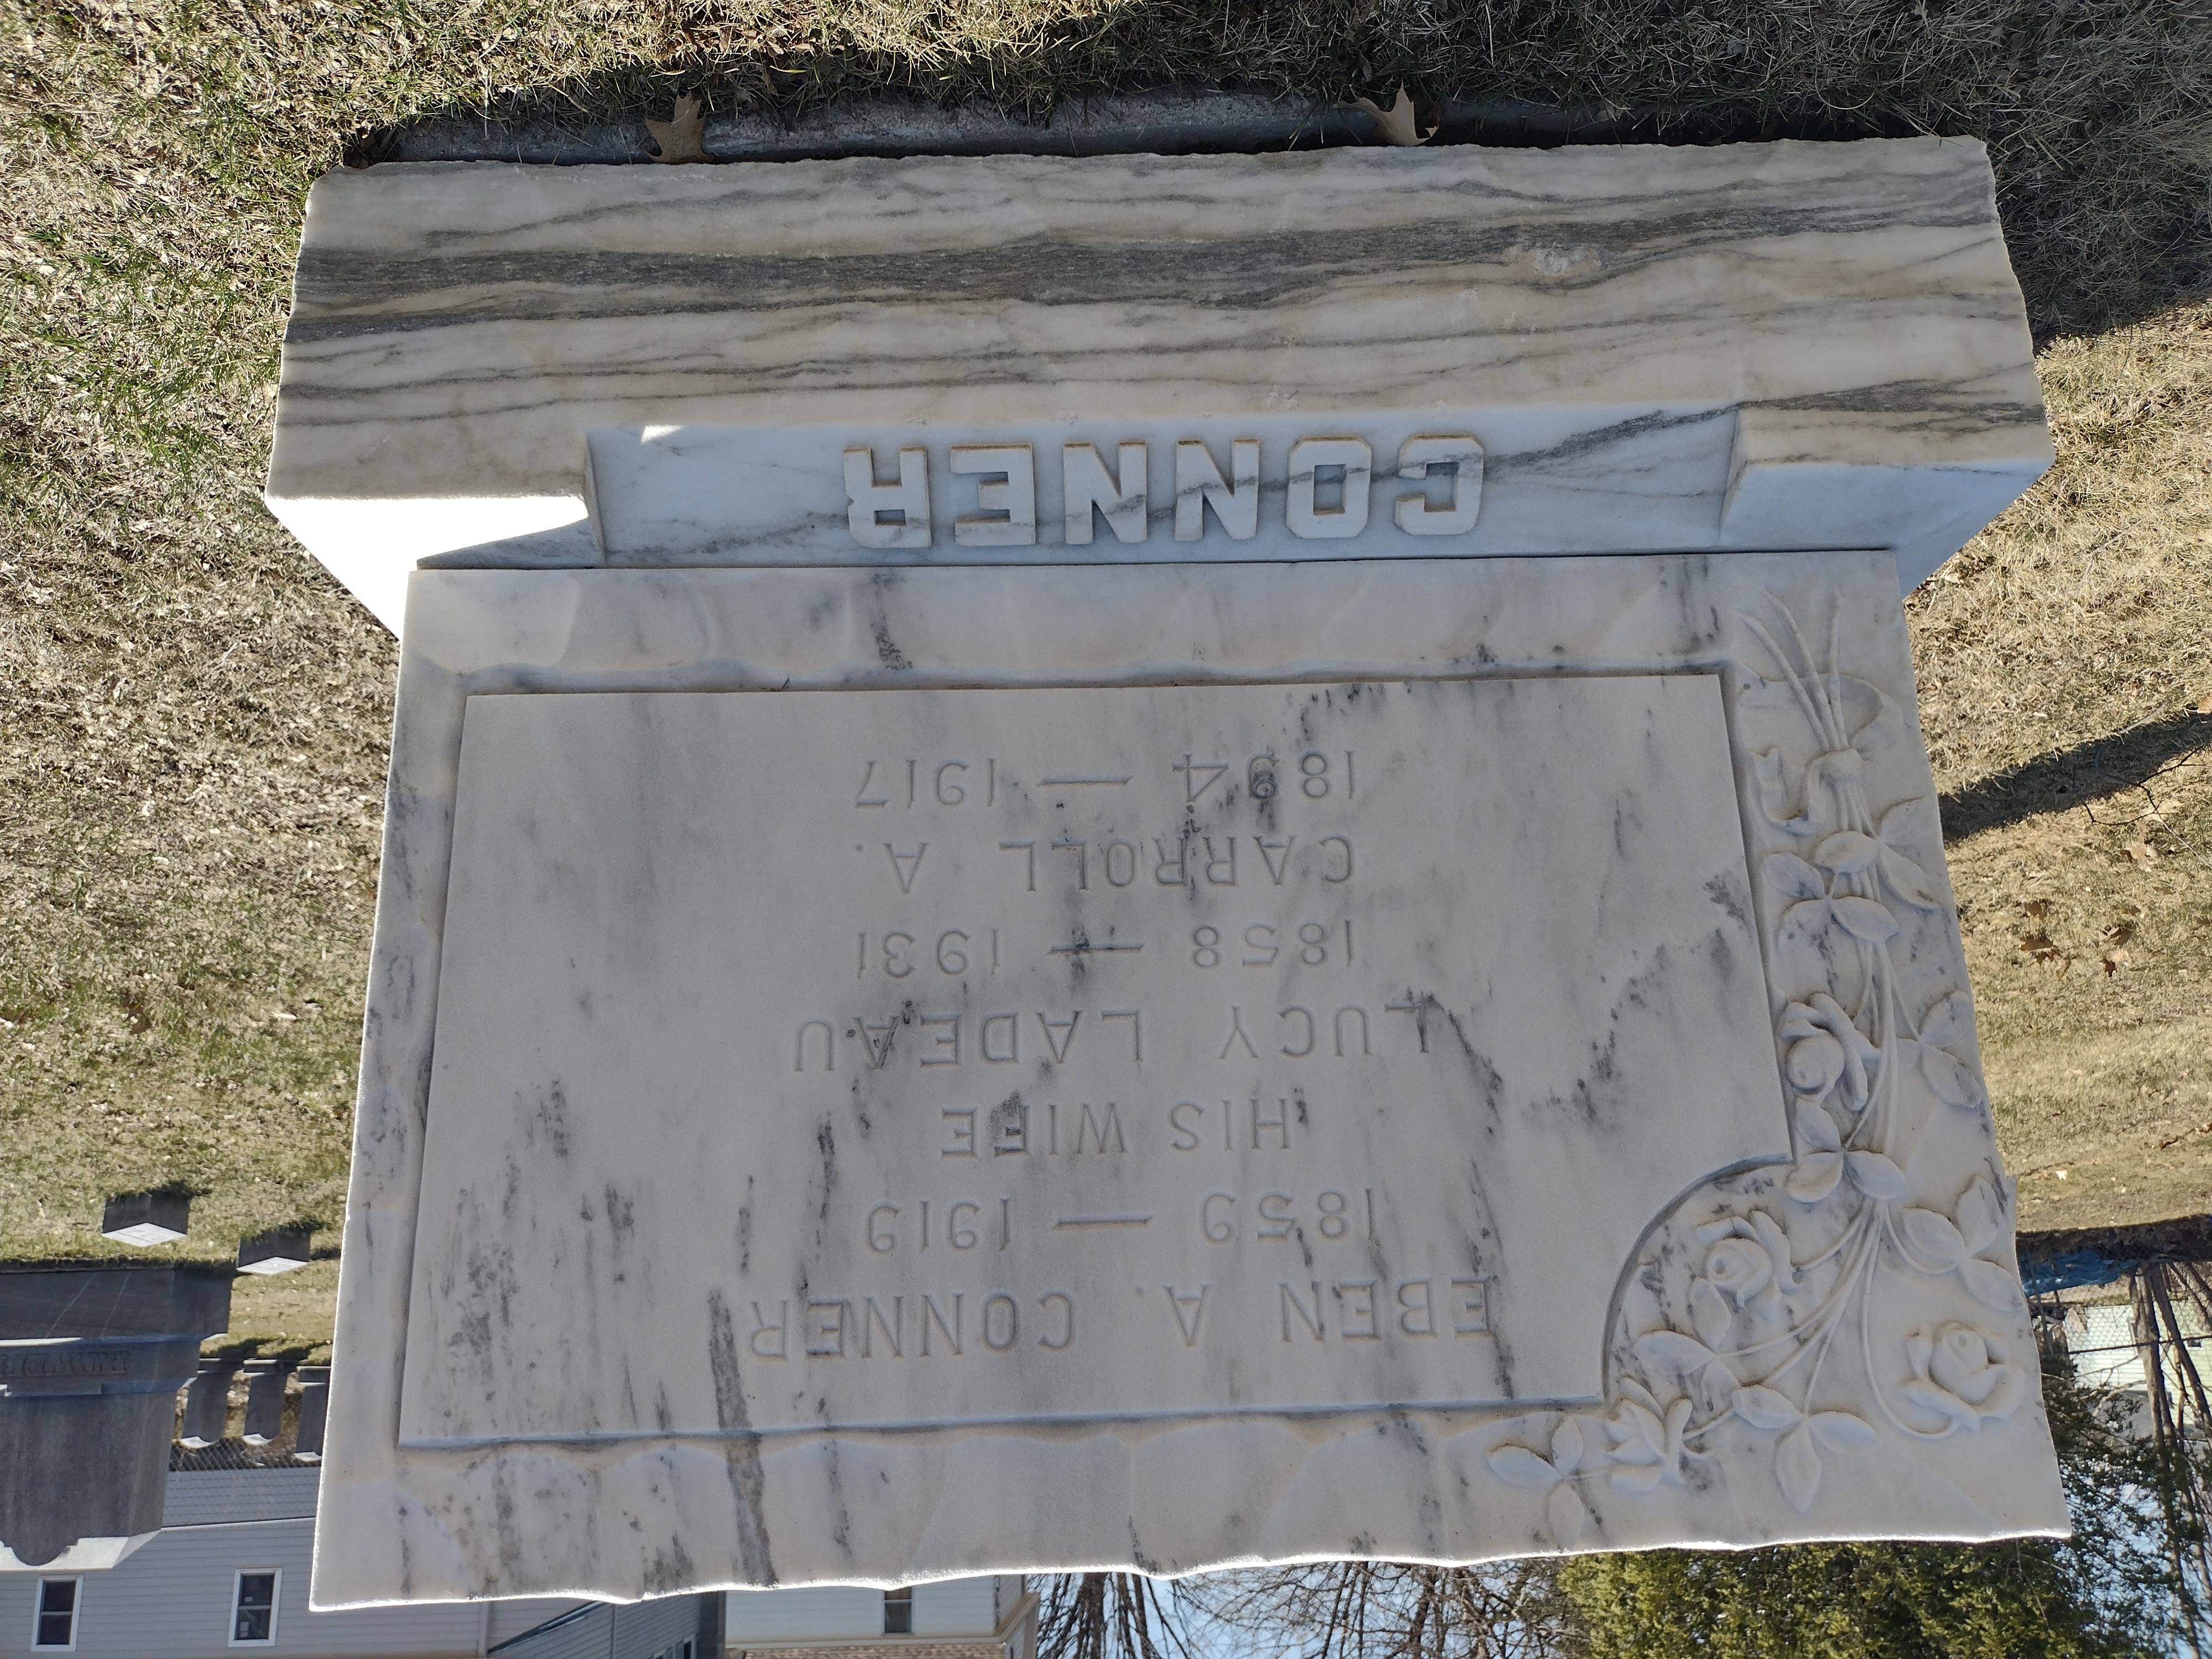 EBEN A. CONNER
1859 — 1919
HIS WIFE
LUCY LADEAU
1858 — 1931
CARROLL A.
1894 — 1917
CONNER